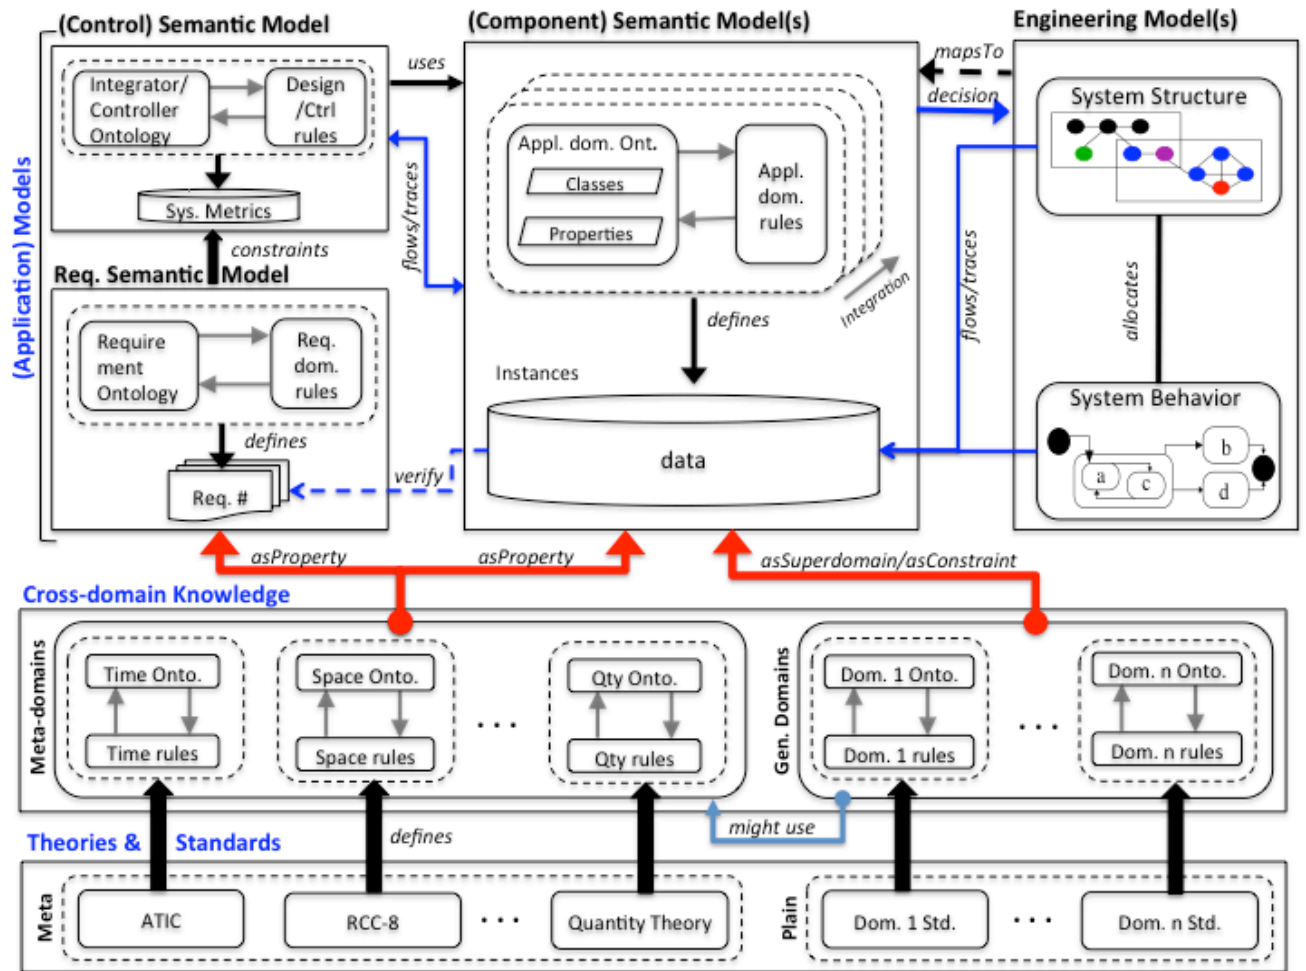 (Control) Semantic Model
(Component) Semantic Model(s)
Engineering Model(s)
(Application) Models
Integrator/
Controller
Ontology
Design
/Ctrl
rules
Sys. Metrics
constraints
uses
flows/traces
Req. Semantic Model
Require
ment
Ontology
Req.
dom.
rules
defines
Req. #
verify
Appl. dom. Ont.
Classes
Properties
Appl.
dom.
rules
Integration
defines
Instances
data
mapsTo
decision
flows/traces
System Structure
allocates
System Behavior
a
c
b
d
asProperty
asProperty
asSuperdomain/asConstraint
Cross-domain Knowledge
Meta-domains
Time Onto.
Time rules
Space Onto.
Space rules
. . .
Qty Onto.
Qty rules
Gen. Domains
Dom. 1 Onto.
Dom. 1 rules
. . .
Dom. n Onto.
Dom. n rules
might use
defines
Theories & Standards
Meta
ATIC
RCC-8
. . .
Quantity Theory
Plain
Dom. 1 Std.
. . .
Dom. n Std.